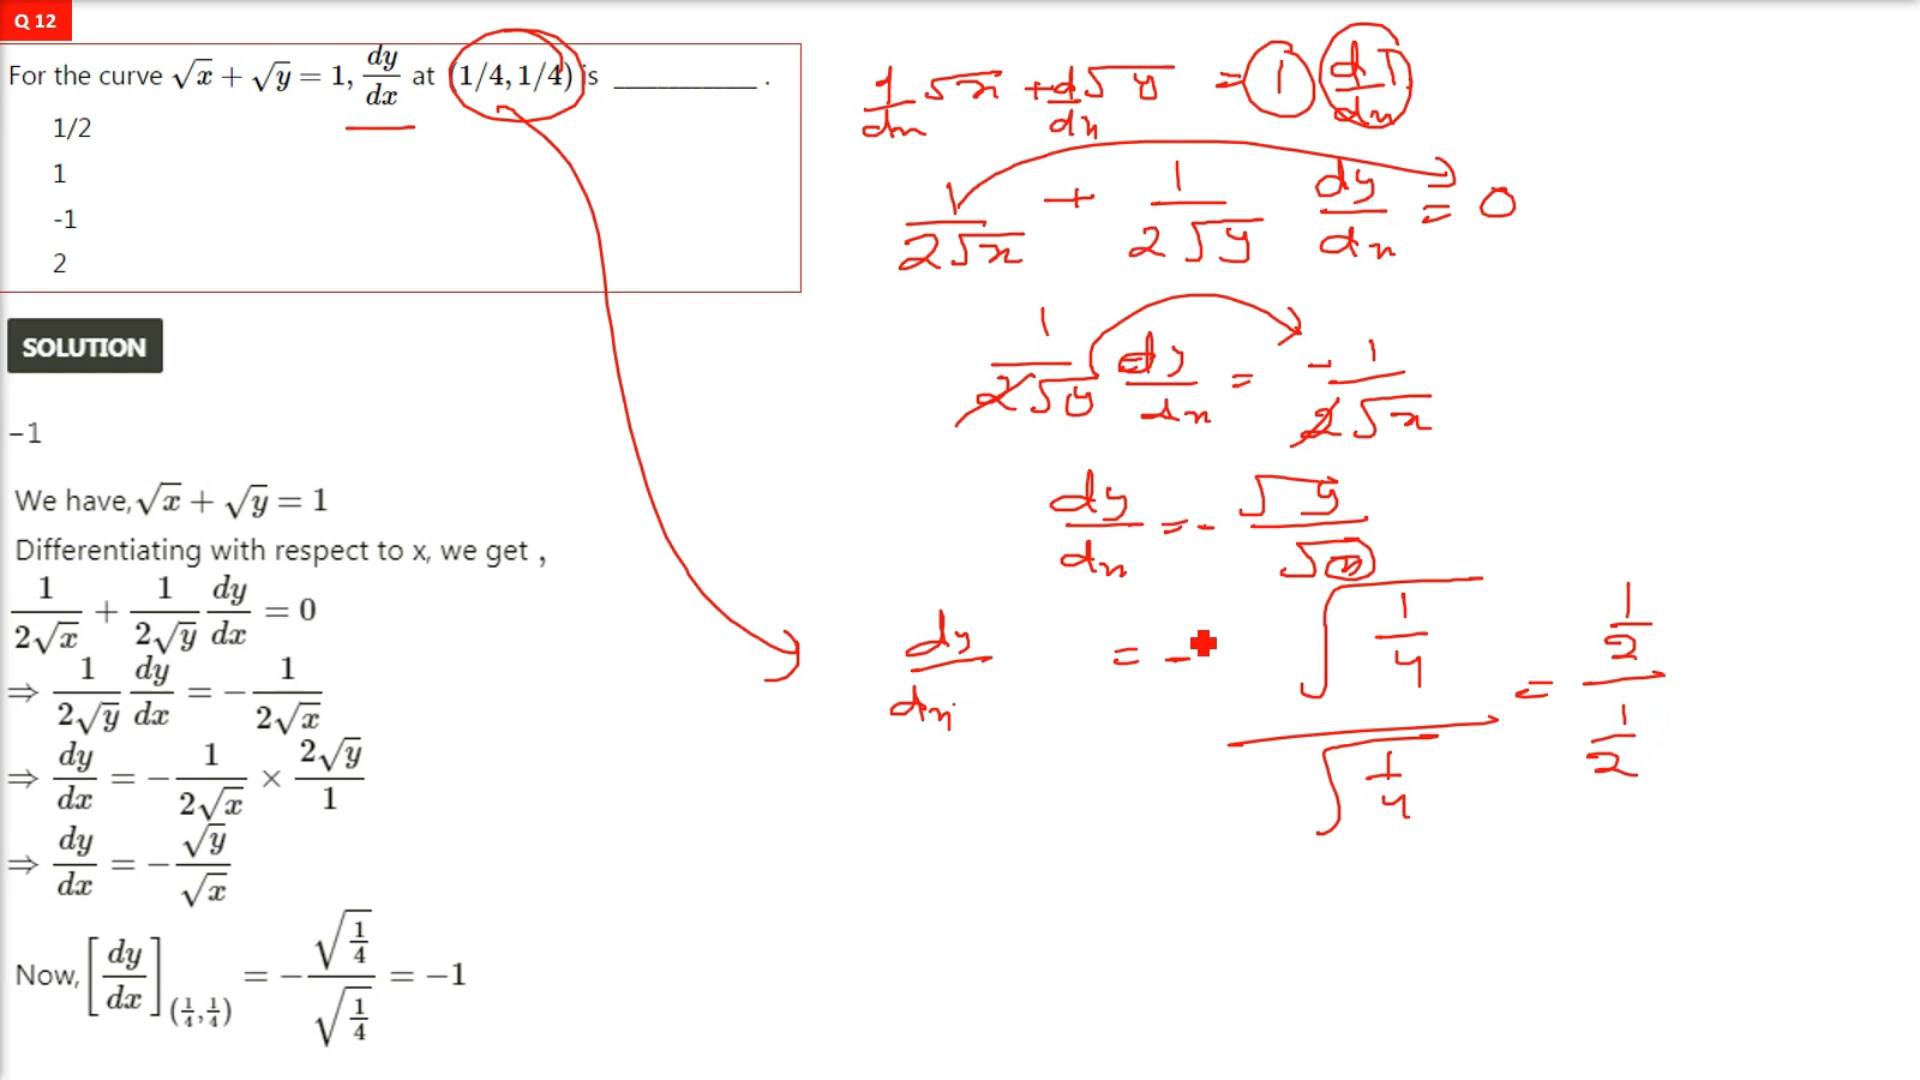 Q 12
For the curve √x + √y = 1, dy/dx at (1/4, 1/4) is __________ .
1/2
1
-1
2
SOLUTION
−1
We have, √x + √y = 1
Differentiating with respect to x, we get ,
1/(2√x) + 1/(2√y) dy/dx = 0
⇒ 1/(2√y) dy/dx = − 1/(2√x)
⇒ dy/dx = − 1/(2√x) × 2√y/1
⇒ dy/dx = − √y/√x
Now, [dy/dx](1/4, 1/4) = − √(1/4)/√(1/4) = −1
d/dx √x + d/dx √y = 1 d1/dx
1/(2√x) + 1/(2√y) dy/dx = 0
1/(2√y) dy/dx = − 1/(2√x)
dy/dx = − √y/√x
dy/dx = − √(1/4)/√(1/4) = (1/2)/(1/2)